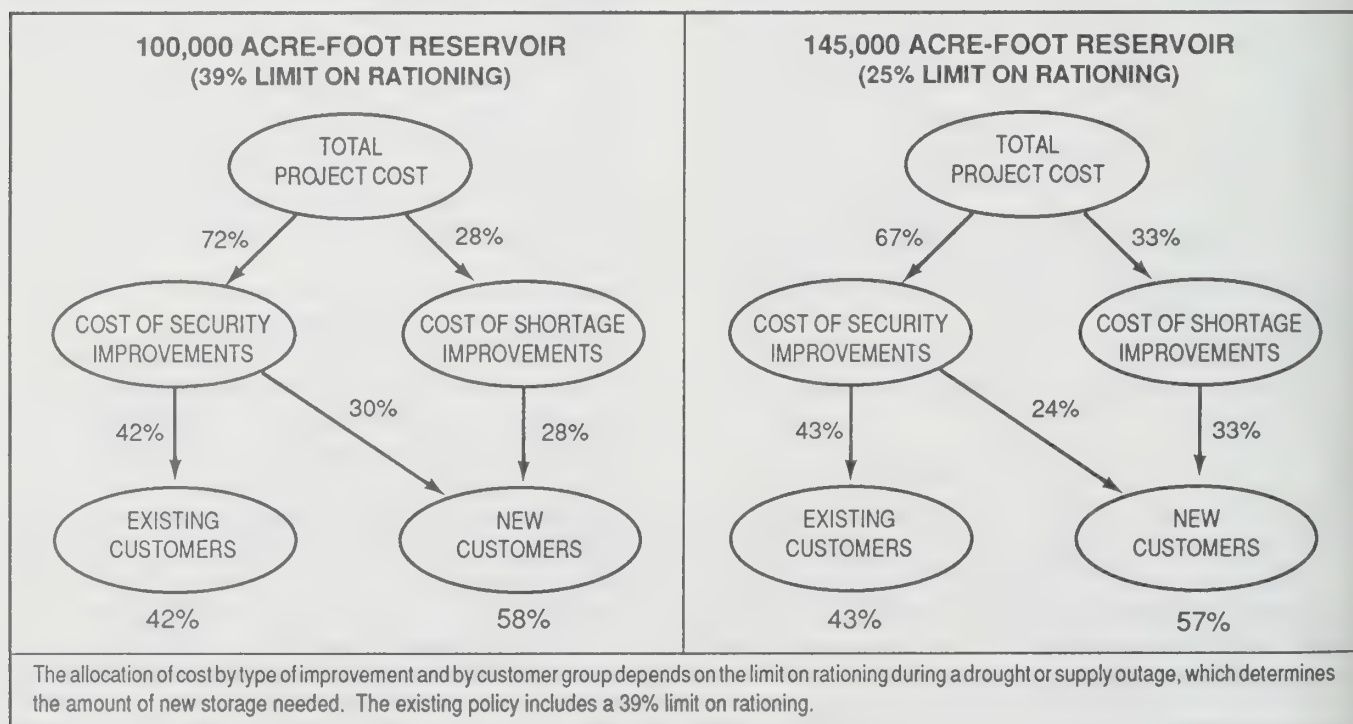 100,000 ACRE-FOOT RESERVOIR
(39% LIMIT ON RATIONING)
TOTAL
PROJECT COST
72%
28%
COST OF SECURITY
IMPROVEMENTS
COST OF SHORTAGE
IMPROVEMENTS
42%
30%
28%
EXISTING
CUSTOMERS
NEW
CUSTOMERS
42%
58%
145,000 ACRE-FOOT RESERVOIR
(25% LIMIT ON RATIONING)
TOTAL
PROJECT COST
67%
33%
COST OF SECURITY
IMPROVEMENTS
COST OF SHORTAGE
IMPROVEMENTS
43%
24%
33%
EXISTING
CUSTOMERS
NEW
CUSTOMERS
43%
57%
The allocation of cost by type of improvement and by customer group depends on the limit on rationing during a drought or supply outage, which determines
the amount of new storage needed. The existing policy includes a 39% limit on rationing.